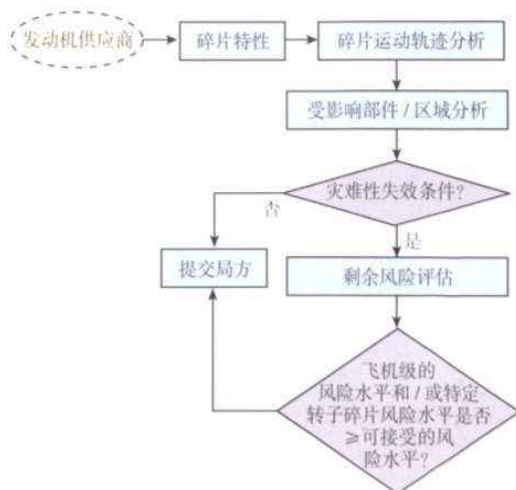 发动机供应商
碎片特性
碎片运动轨迹分析
受影响部件/区域分析
灾难性失效条件?
否
是
提交局方
剩余风险评估
飞机级的
风险水平和/或特定
转子碎片风险水平是否
≥可接受的风
险水平?